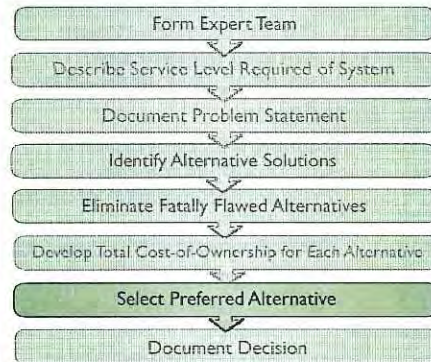 Form Expert Team
Describe Service Level Required of System
Document Problem Statement
Identify Alternative Solutions
Eliminate Fatally Flawed Alternatives
Develop Total Cost-of-Ownership for Each Alternative
Select Preferred Alternative
Document Decision